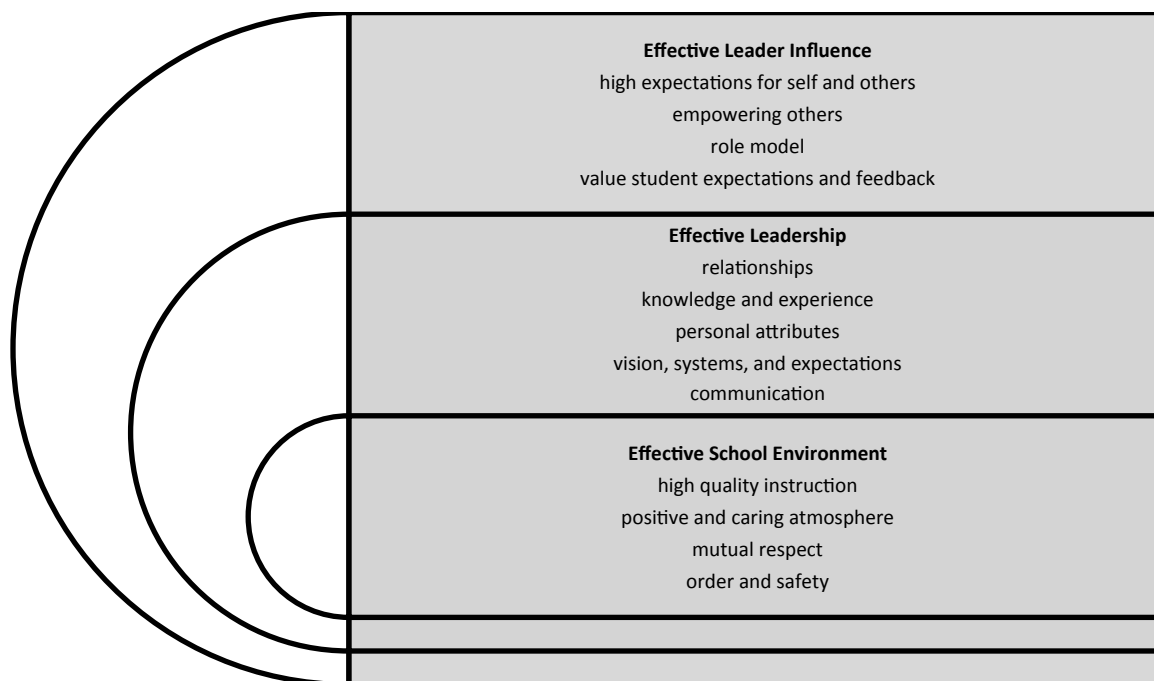 Effective Leader Influence
high expectations for self and others
empowering others
role model
value student expectations and feedback
Effective Leadership
relationships
knowledge and experience
personal attributes
vision, systems, and expectations
communication
Effective School Environment
high quality instruction
positive and caring atmosphere
mutual respect
order and safety